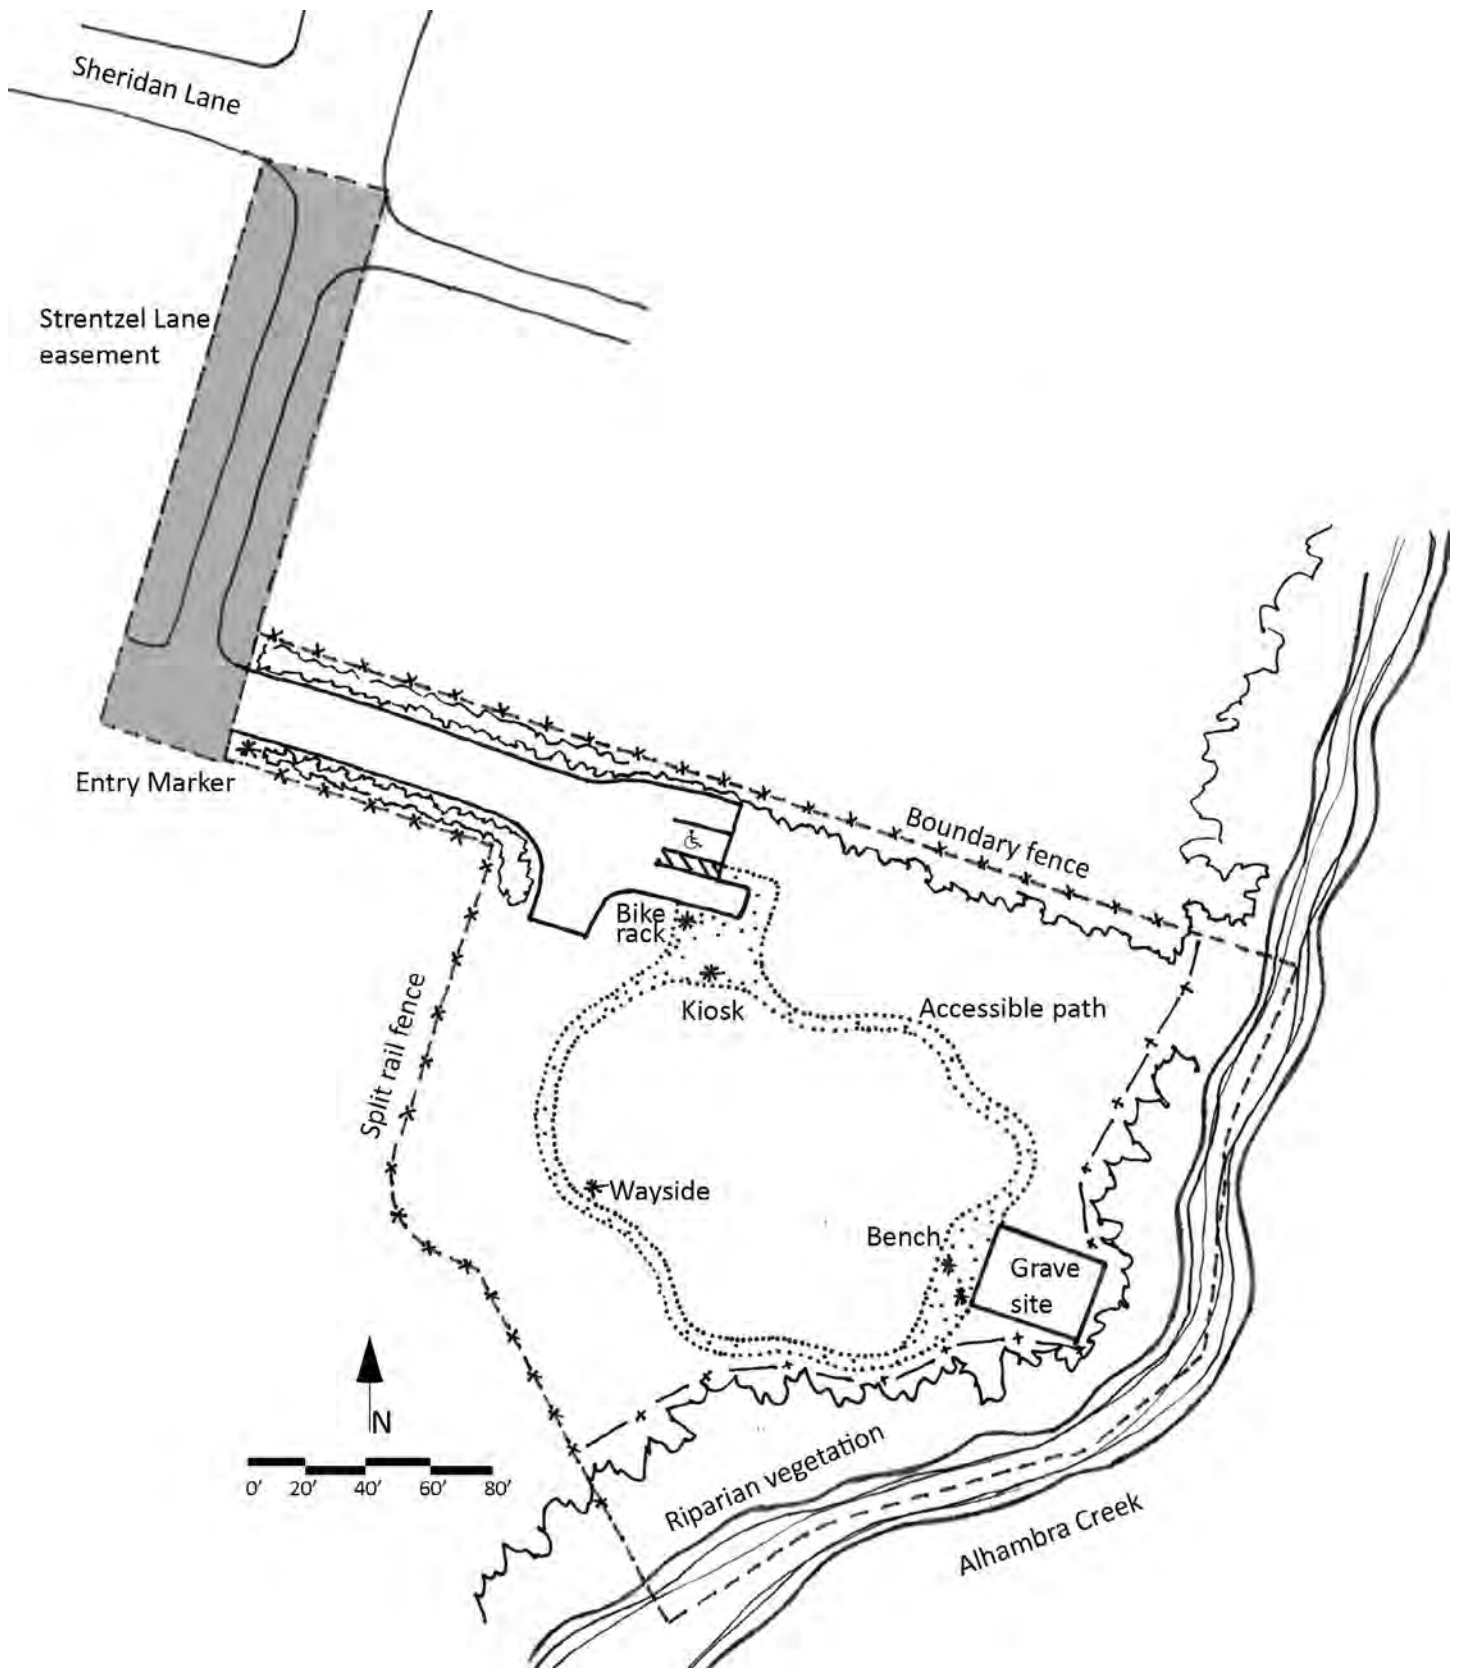 Sheridan Lane
Strentzel Lane
easement
Entry Marker
Boundary fence
Bike
rack
Kiosk
Accessible path
Split rail fence
Wayside
Bench
Grave
site
N
0' 20' 40' 60' 80'
Riparian vegetation
Alhambra Creek